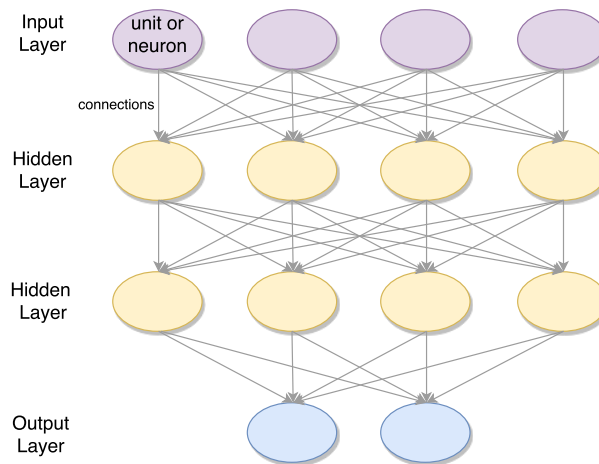 Input
Layer
unit or
neuron
connections
Hidden
Layer
Hidden
Layer
Output
Layer